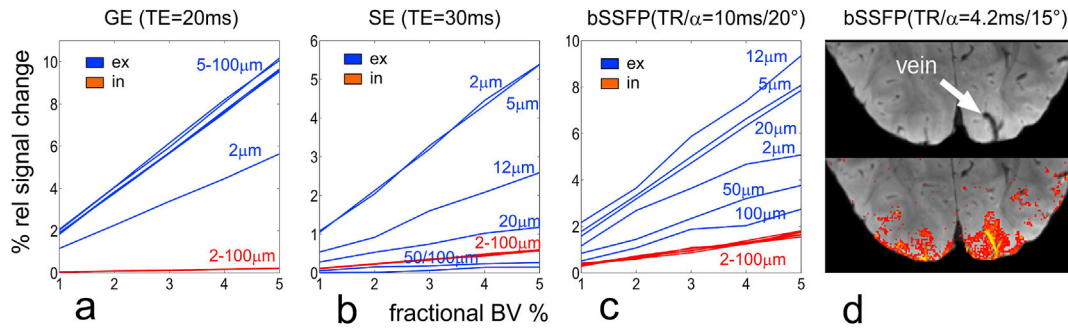 GE (TE=20ms)
SE (TE=30ms)
bSSFP(TR/α=10ms/20°)
bSSFP(TR/α=4.2ms/15°)
% rel signal change
10
8
6
4
2
0
ex
in
5-100μm
2μm
2-100μm
1
2
3
4
5
a
6
5
4
3
2
1
0
ex
in
2μm
5μm
12μm
20μm
2-100μm
50/100μm
1
2
3
4
5
b
fractional BV %
10
8
6
4
2
0
ex
in
12μm
5μm
20μm
2μm
50μm
100μm
2-100μm
1
2
3
4
5
c
vein
d